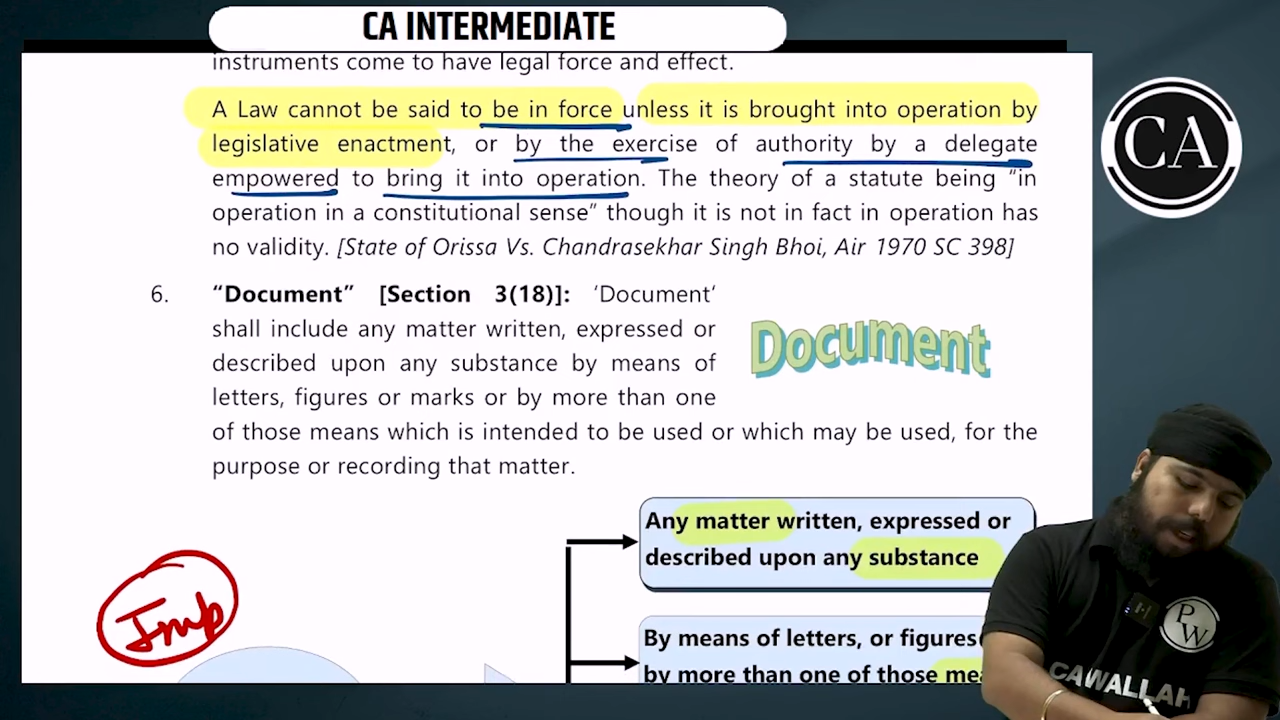 CA INTERMEDIATE
instruments come to have legal force and effect.
A Law cannot be said to be in force unless it is brought into operation by
legislative enactment, or by the exercise of authority by a delegate
empowered to bring it into operation. The theory of a statute being “in
operation in a constitutional sense” though it is not in fact in operation has
no validity. [State of Orissa Vs. Chandrasekhar Singh Bhoi, Air 1970 SC 398]
6. “Document” [Section 3(18)]: ‘Document’
shall include any matter written, expressed or
described upon any substance by means of
letters, figures or marks or by more than one
of those means which is intended to be used or which may be used, for the
purpose or recording that matter.
Document
Any matter written, expressed or
described upon any substance
By means of letters, or figures
by more than one of those
Imp
CA
PW
CAWALLAH